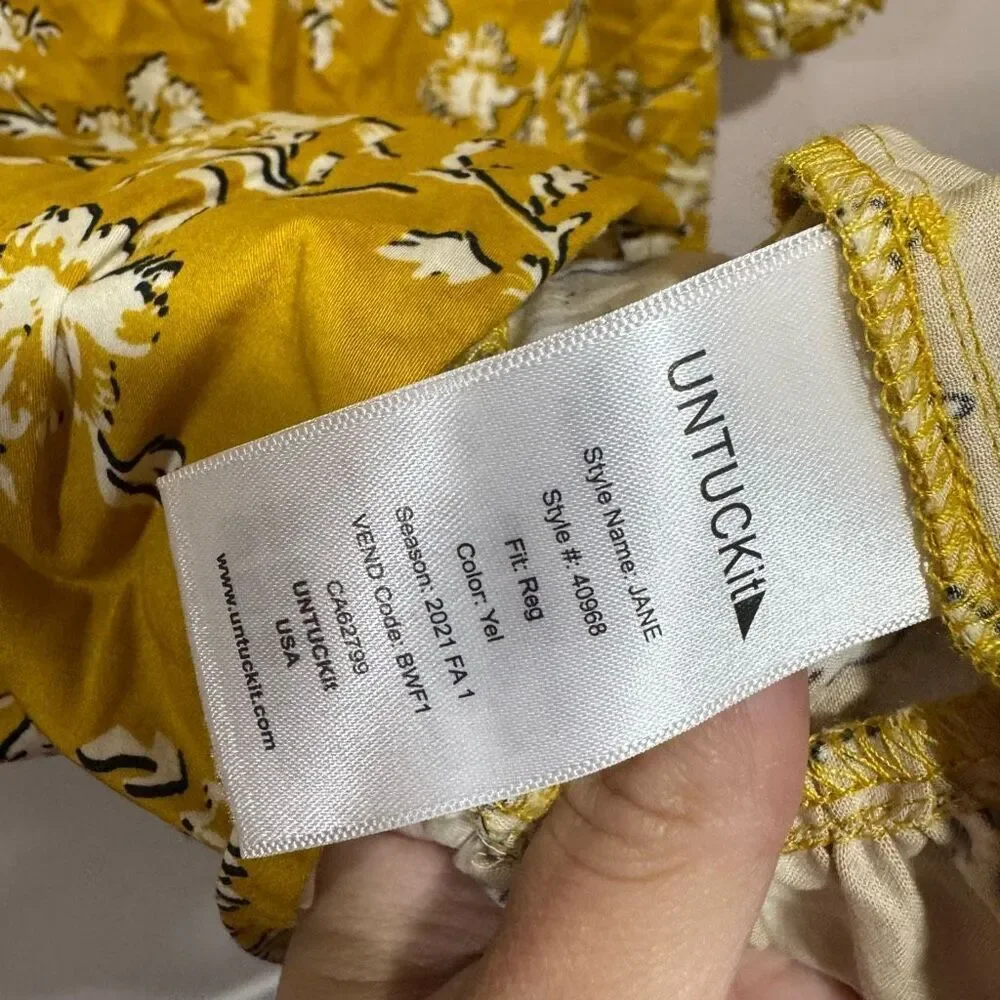 UNTUCKit
Style Name: JANE
Style #: 40968
Fit: Reg
Color: Yel
Season: 2021 FA 1
VEND Code: BWF1
CA62799
UNTUCKit
USA
www.untuckit.com